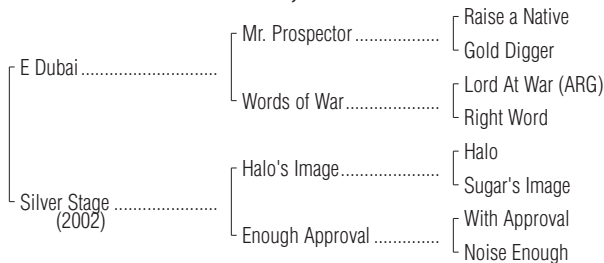 Raise a Native
Mr. Prospector
Gold Digger
E Dubai
Lord At War (ARG)
Words of War
Right Word
Halo
Halo's Image
Sugar's Image
Silver Stage
(2002)
With Approval
Enough Approval
Noise Enough